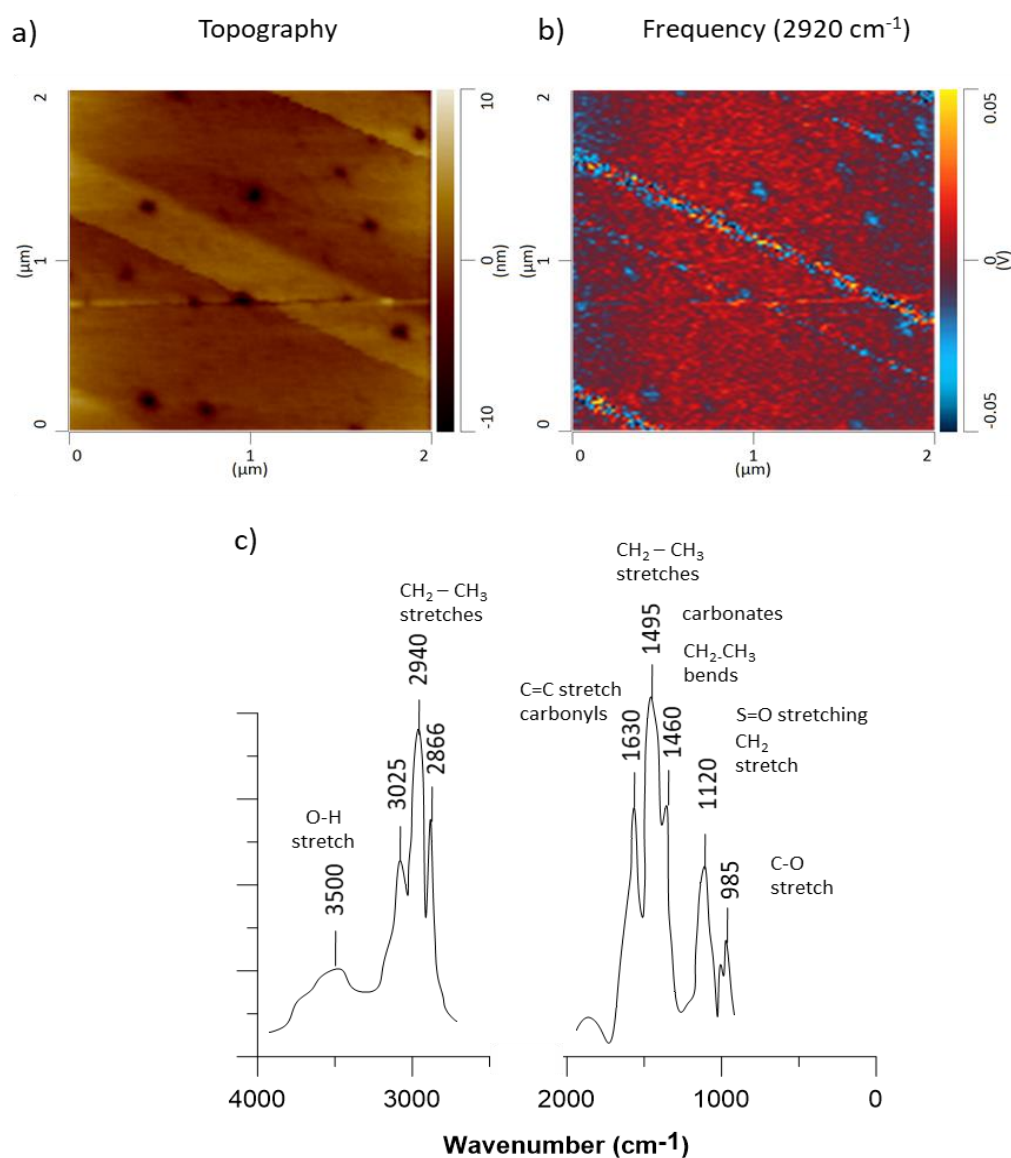 a)
Topography
b)
Frequency (2920 cm-1)
2
1
0
(μm)
0
1
2
(μm)
10
0
-10
(nm)
2
1
0
(μm)
0
1
2
(μm)
0.05
0
-0.05
(V)
c)
CH2 – CH3
stretches
2940
2866
3025
O-H
stretch
3500
CH2 – CH3
stretches
1495
carbonates
CH2-CH3
bends
C=C stretch
carbonyls
1630
1460
S=O stretching
CH2
stretch
1120
C-O
stretch
985
4000
3000
2000
1000
0
Wavenumber (cm-1)